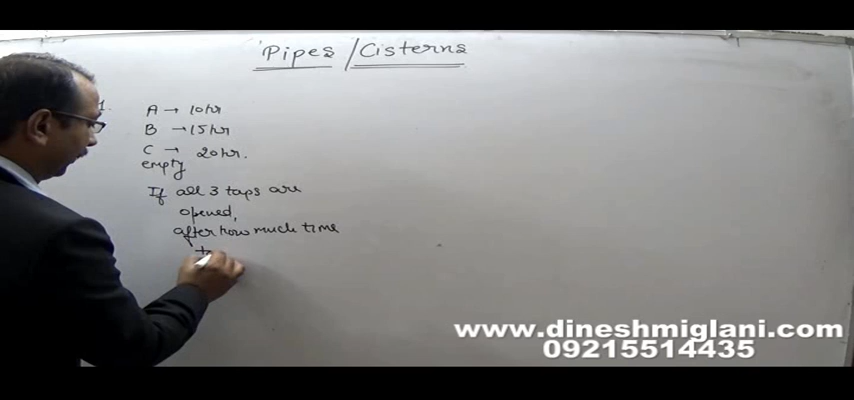 Pipes / Cisterns
1.
A → 10hr
B → 15hr
C → 20hr.
empty
If all 3 taps are
opened,
after how much time
www.dineshmiglani.com
09215514435